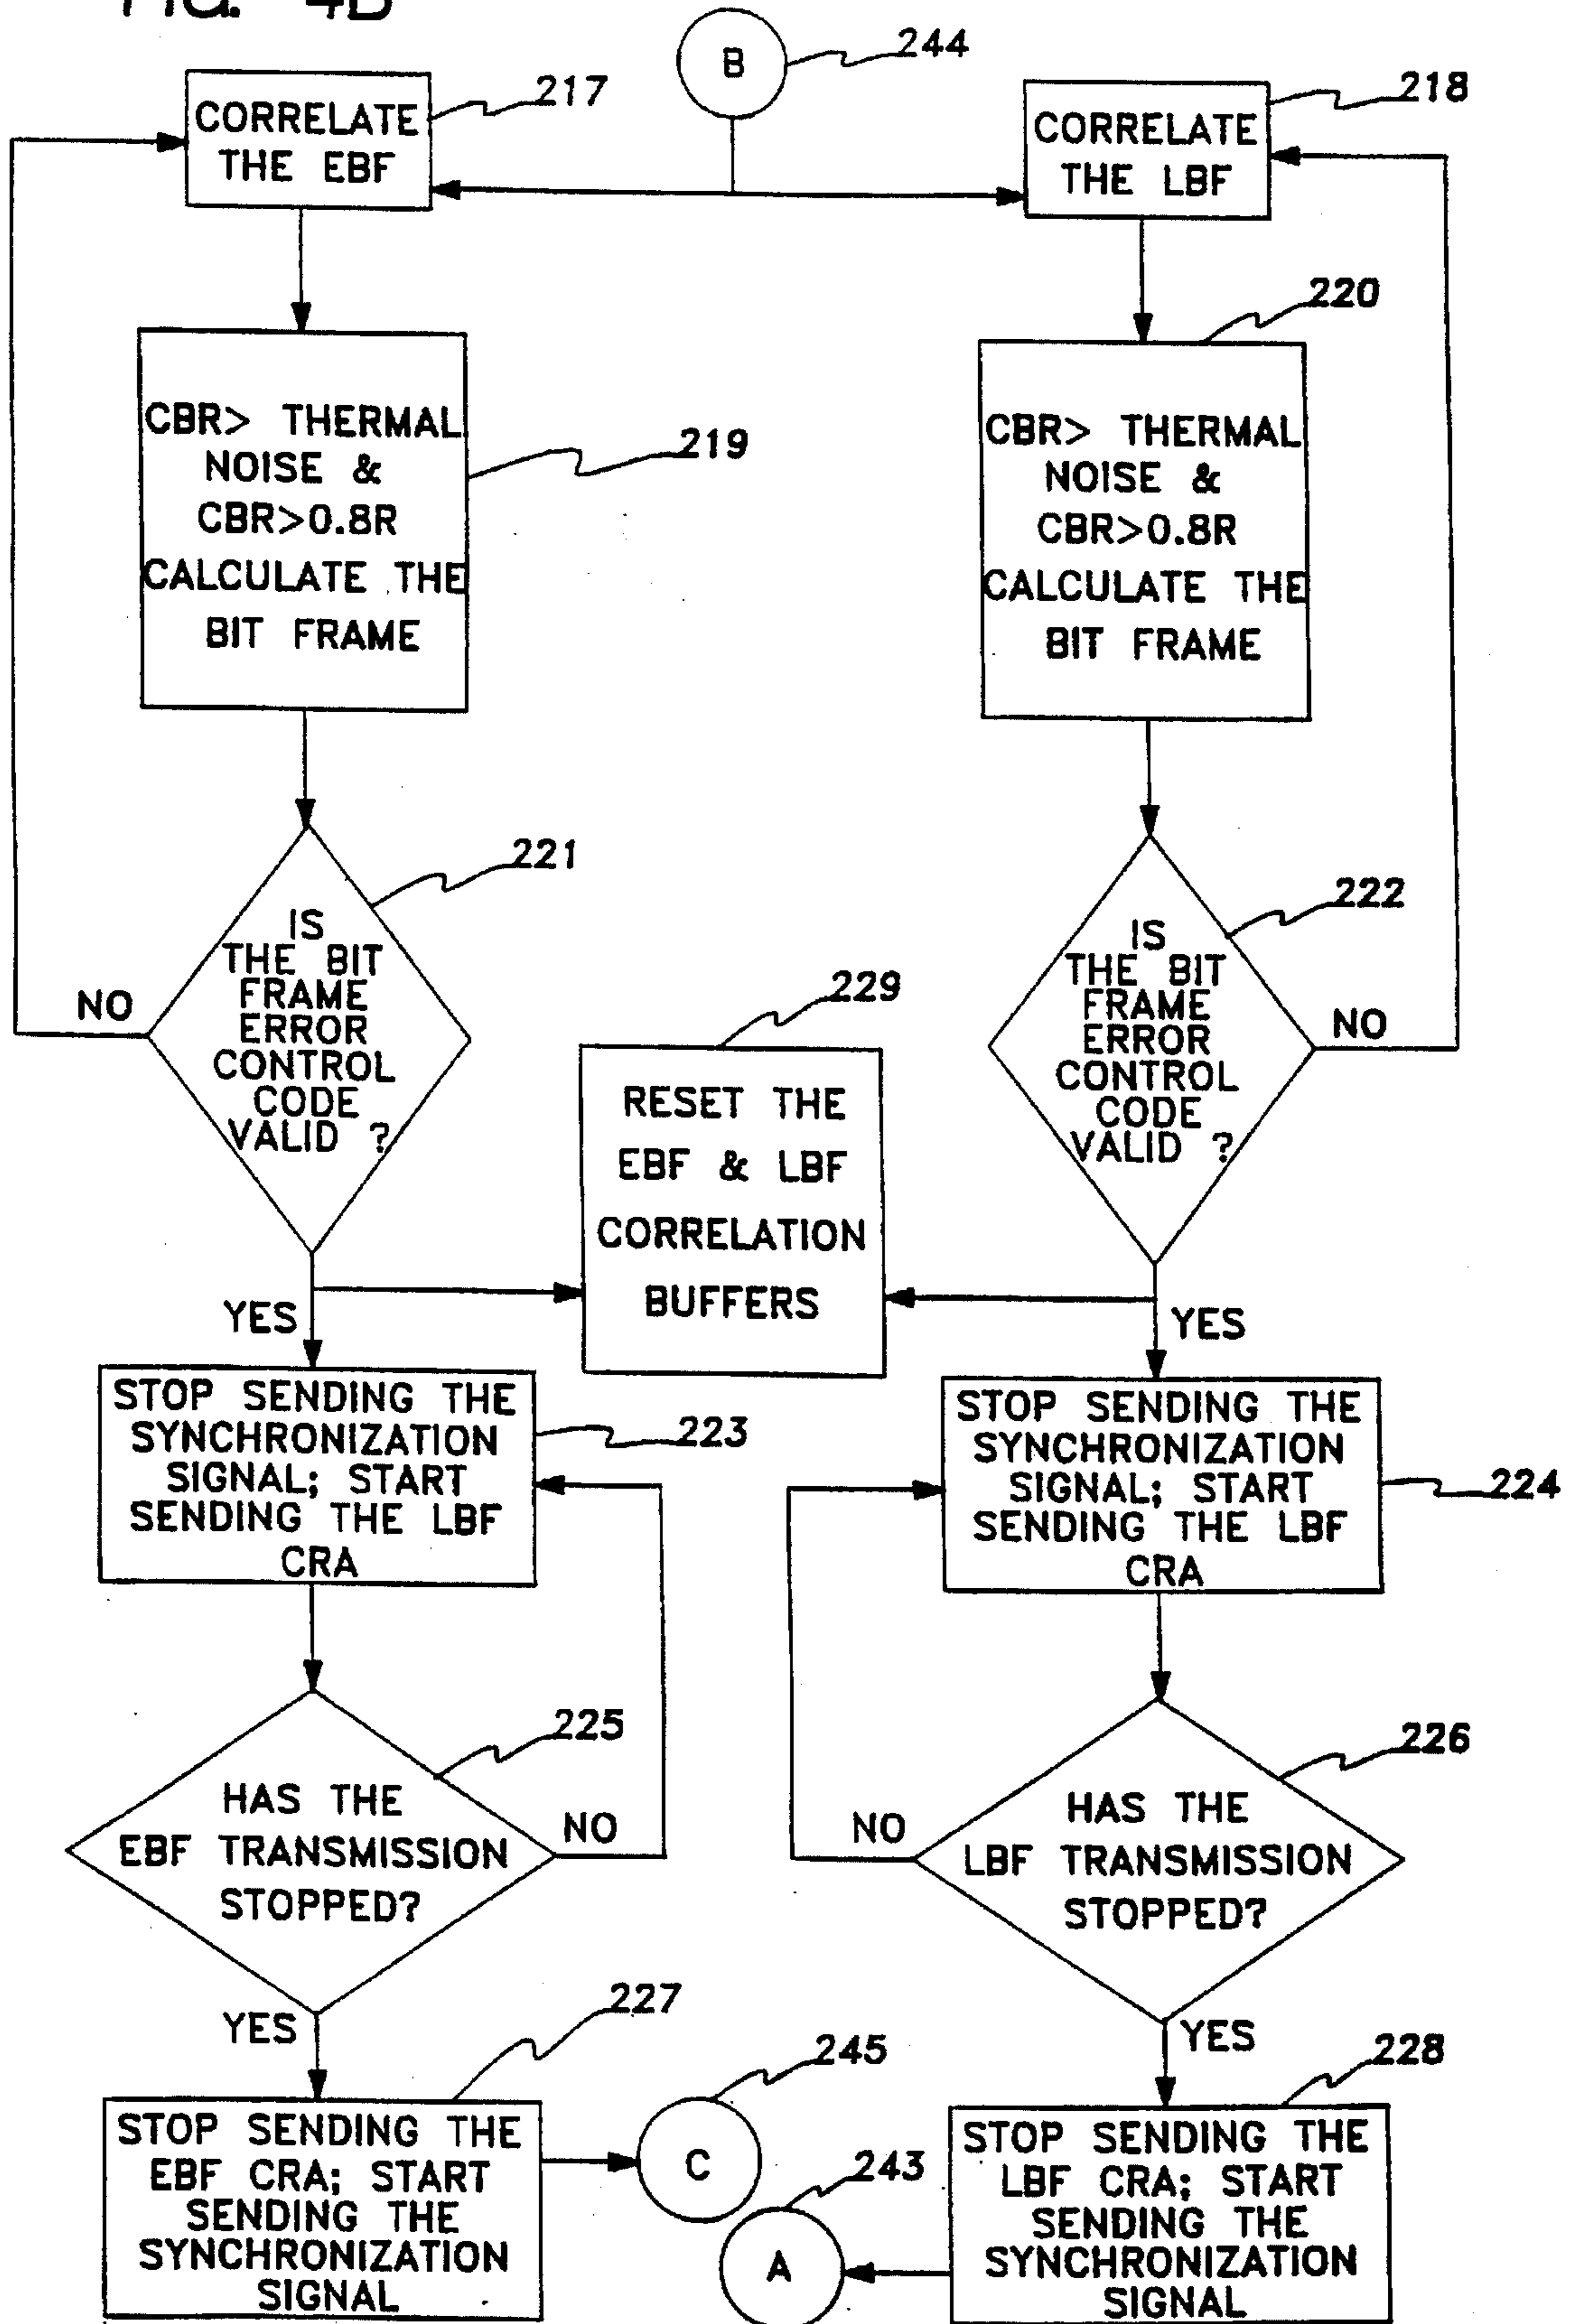 FIG. 4B
B
244
217
CORRELATE
THE EBF
218
CORRELATE
THE LBF
219
CBR> THERMAL
NOISE &
CBR>0.8R
CALCULATE THE
BIT FRAME
220
CBR> THERMAL
NOISE &
CBR>0.8R
CALCULATE THE
BIT FRAME
221
IS
THE BIT
FRAME
ERROR
CONTROL
CODE
VALID ?
NO
YES
222
IS
THE BIT
FRAME
ERROR
CONTROL
CODE
VALID ?
NO
YES
229
RESET THE
EBF & LBF
CORRELATION
BUFFERS
STOP SENDING THE
SYNCHRONIZATION
SIGNAL; START
SENDING THE LBF
CRA
223
STOP SENDING THE
SYNCHRONIZATION
SIGNAL; START
SENDING THE LBF
CRA
224
225
HAS THE
EBF TRANSMISSION
STOPPED?
NO
YES
226
HAS THE
LBF TRANSMISSION
STOPPED?
NO
YES
227
STOP SENDING THE
EBF CRA; START
SENDING THE
SYNCHRONIZATION
SIGNAL
245
C
243
A
228
STOP SENDING THE
LBF CRA; START
SENDING THE
SYNCHRONIZATION
SIGNAL